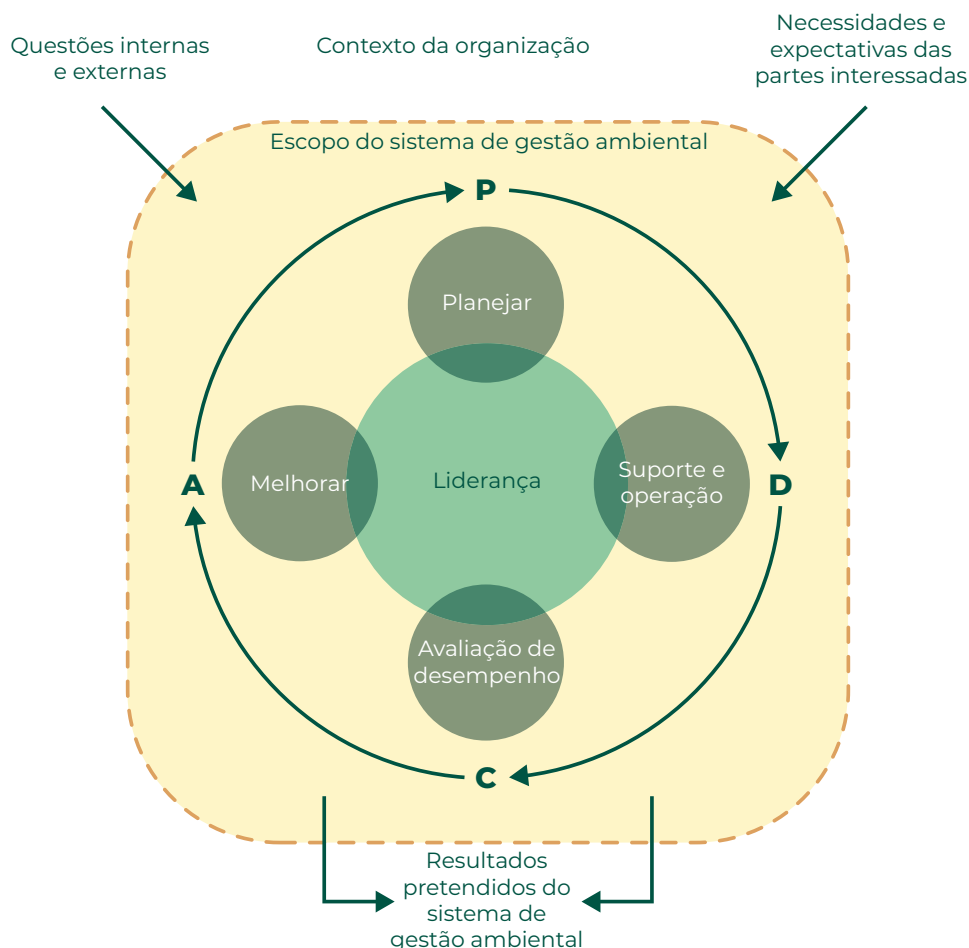 Questões internas
e externas
Contexto da organização
Necessidades e
expectativas das
partes interessadas
Escopo do sistema de gestão ambiental
P
Planejar
A
Melhorar
Liderança
Suporte e
operação
D
Avaliação de
desempenho
C
Resultados
pretendidos do
sistema de
gestão ambiental